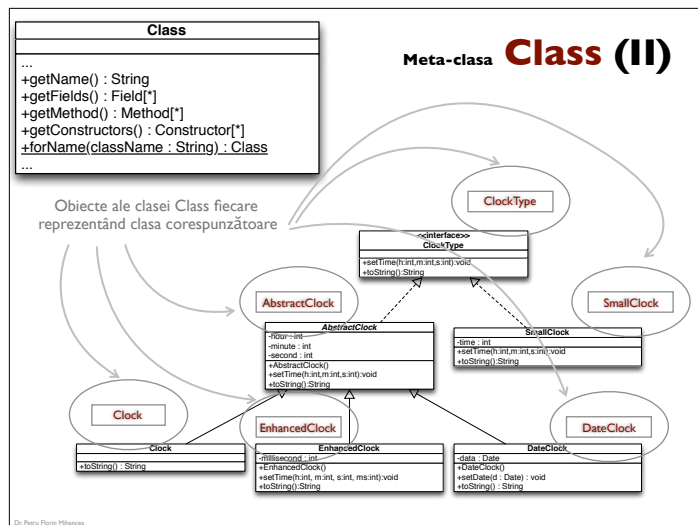 Class
...
+getName() : String
+getFields() : Field[*]
+getMethod() : Method[*]
+getConstructors() : Constructor[*]
+forName(className : String) : Class
...
Meta-clasa Class (II)
Obiecte ale clasei Class fiecare
reprezentând clasa corespunzătoare
ClockType
<<interface>>
ClockType
+setTime(h:int,m:int,s:int):void
+toString():String
AbstractClock
SmallClock
AbstractClock
-hour : int
-minute : int
-second : int
+AbstractClock()
+setTime(h:int,m:int,s:int):void
+toString():String
SmallClock
-time : int
+setTime(h:int,m:int,s:int):void
+toString():String
Clock
EnhancedClock
DateClock
Clock
+toString() : String
EnhancedClock
-millisecond : int
+EnhancedClock()
+setTime(h:int, m:int, s:int, ms:int):void
+toString():String
DateClock
-data : Date
+DateClock()
+setDate(d : Date) : void
+toString() : String
Dr. Petru Florin Mihancea